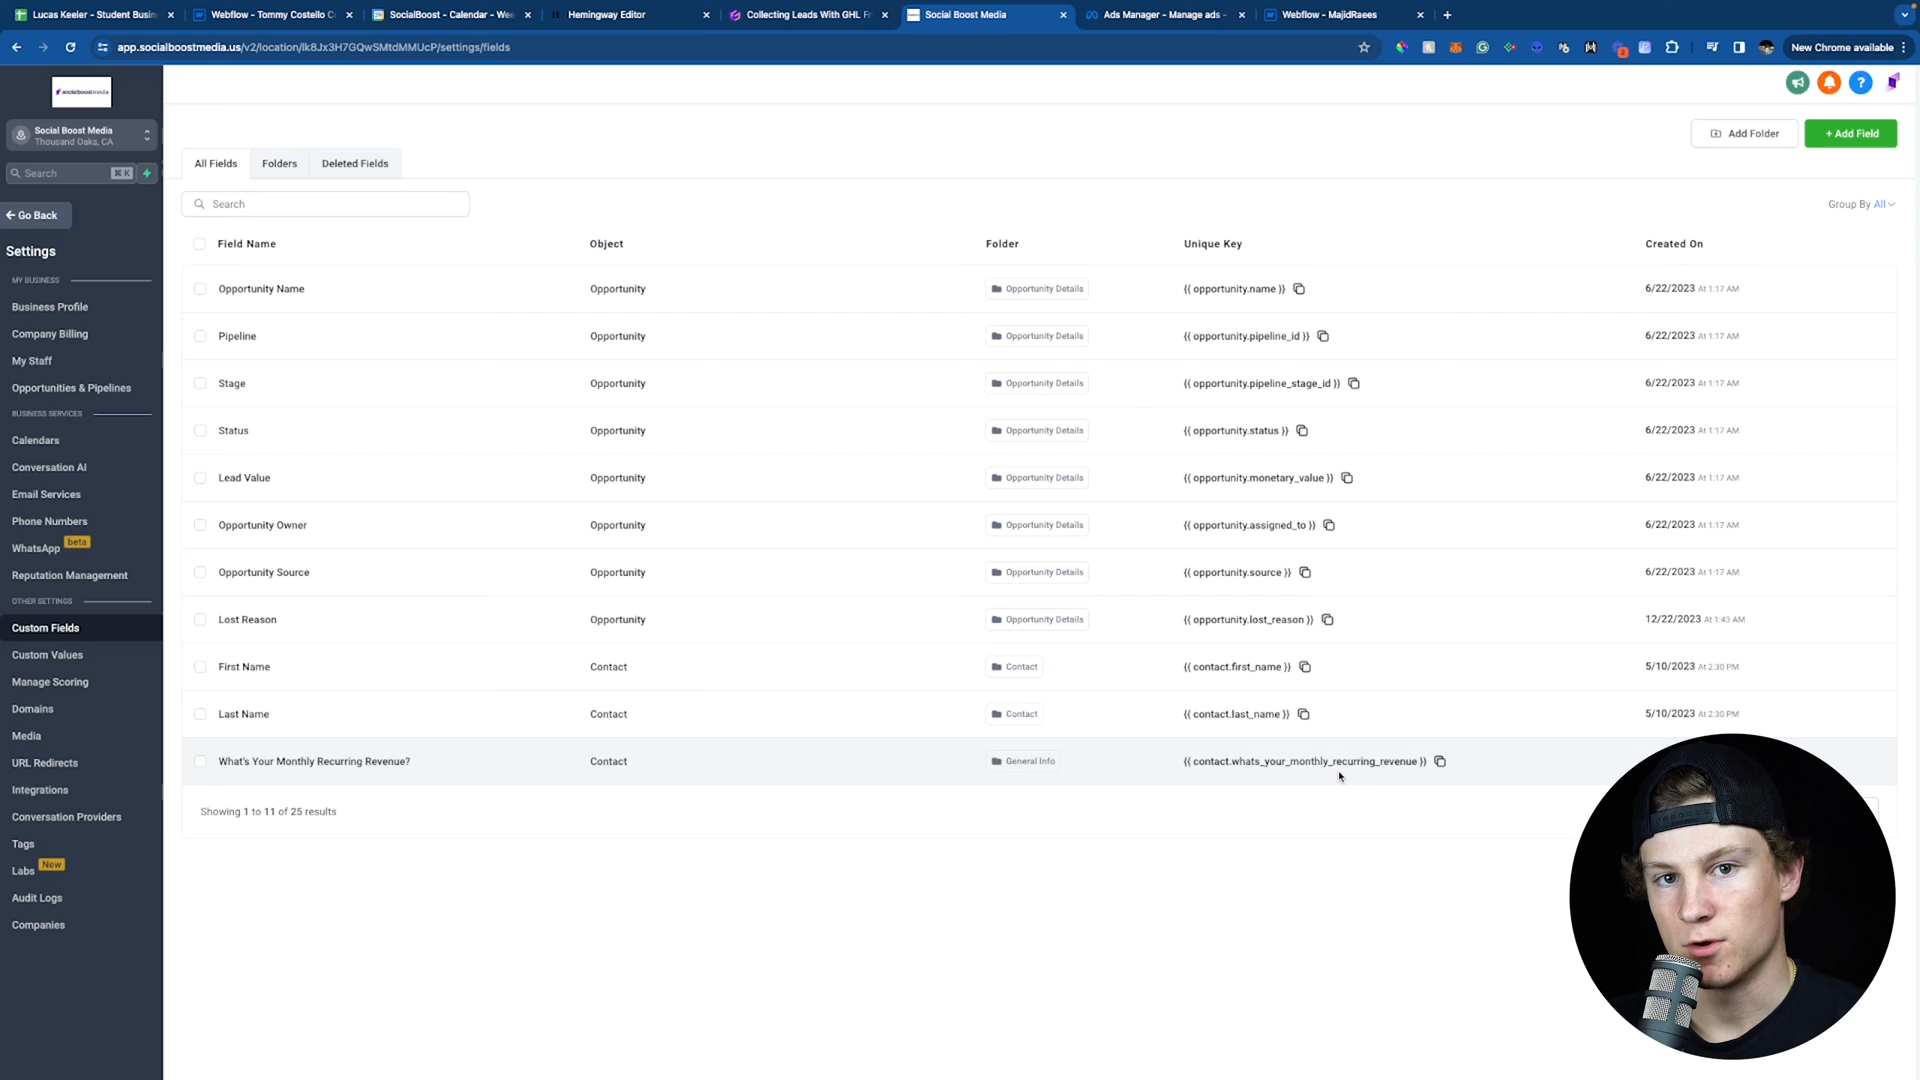 Lucas Keeler - Student Busin
Webflow - Tommy Costello C
SocialBoost - Calendar - Wee
Hemingway Editor
Collecting Leads With GHL F
Social Boost Media
Ads Manager - Manage ads -
Webflow - MajidRaees
app.socialboostmedia.us/v2/location/lk8Jx3H7GQwSMtdMMUcP/settings/fields
New Chrome available
socialboostmedia
Social Boost Media
Thousand Oaks, CA
Search
⌘ K
Go Back
Settings
MY BUSINESS
Business Profile
Company Billing
My Staff
Opportunities & Pipelines
BUSINESS SERVICES
Calendars
Conversation AI
Email Services
Phone Numbers
WhatsApp beta
Reputation Management
OTHER SETTINGS
Custom Fields
Custom Values
Manage Scoring
Domains
Media
URL Redirects
Integrations
Conversation Providers
Tags
Labs New
Audit Logs
Companies
Add Folder
+ Add Field
All Fields Folders Deleted Fields
Search
Group By All
Field Name Object Folder Unique Key Created On
Opportunity Name Opportunity Opportunity Details {{ opportunity.name }} 6/22/2023 At 1:17 AM
Pipeline Opportunity Opportunity Details {{ opportunity.pipeline_id }} 6/22/2023 At 1:17 AM
Stage Opportunity Opportunity Details {{ opportunity.pipeline_stage_id }} 6/22/2023 At 1:17 AM
Status Opportunity Opportunity Details {{ opportunity.status }} 6/22/2023 At 1:17 AM
Lead Value Opportunity Opportunity Details {{ opportunity.monetary_value }} 6/22/2023 At 1:17 AM
Opportunity Owner Opportunity Opportunity Details {{ opportunity.assigned_to }} 6/22/2023 At 1:17 AM
Opportunity Source Opportunity Opportunity Details {{ opportunity.source }} 6/22/2023 At 1:17 AM
Lost Reason Opportunity Opportunity Details {{ opportunity.lost_reason }} 12/22/2023 At 1:43 AM
First Name Contact Contact {{ contact.first_name }} 5/10/2023 At 2:30 PM
Last Name Contact Contact {{ contact.last_name }} 5/10/2023 At 2:30 PM
What's Your Monthly Recurring Revenue? Contact General Info {{ contact.whats_your_monthly_recurring_revenue }}
Showing 1 to 11 of 25 results